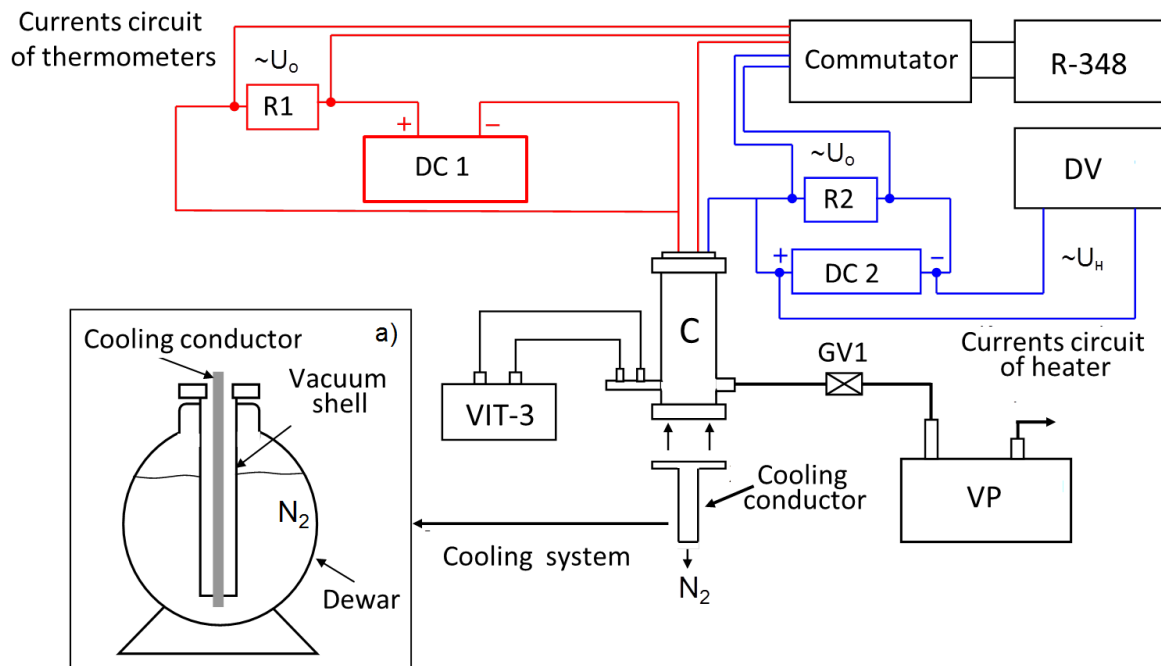 Currents circuit
of thermometers
~U₀
R1
+
−
DC 1
Commutator
R-348
~U₀
R2
DV
+
−
DC 2
~U_H
Currents circuit
of heater
C
GV1
VIT-3
VP
Cooling
conductor
Cooling system
N₂
a)
Cooling conductor
Vacuum
shell
N₂
Dewar